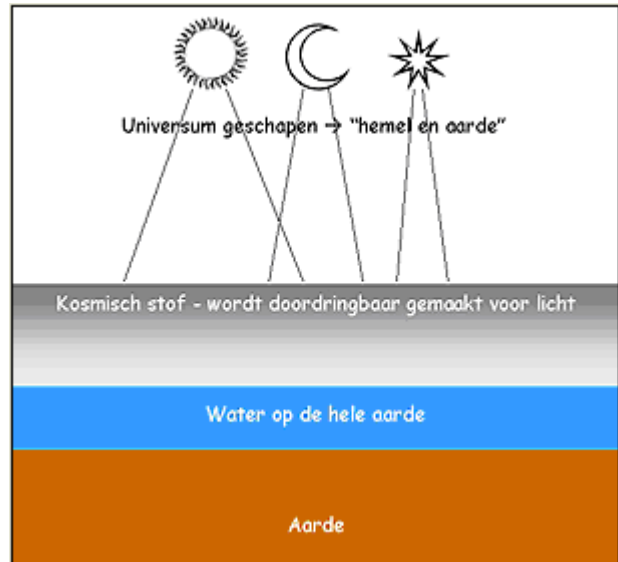 Universum geschapen → “hemel en aarde”
Kosmisch stof - wordt doordringbaar gemaakt voor licht
Water op de hele aarde
Aarde